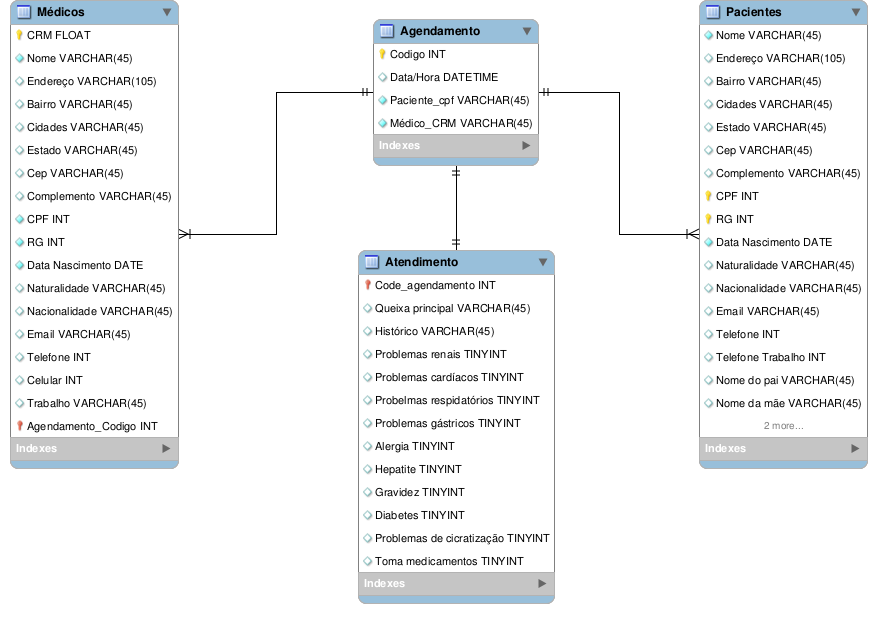 Médicos
CRM FLOAT
Nome VARCHAR(45)
Endereço VARCHAR(105)
Bairro VARCHAR(45)
Cidades VARCHAR(45)
Estado VARCHAR(45)
Cep VARCHAR(45)
Complemento VARCHAR(45)
CPF INT
RG INT
Data Nascimento DATE
Naturalidade VARCHAR(45)
Nacionalidade VARCHAR(45)
Email VARCHAR(45)
Telefone INT
Celular INT
Trabalho VARCHAR(45)
Agendamento_Codigo INT
Indexes
Agendamento
Codigo INT
Data/Hora DATETIME
Paciente_cpf VARCHAR(45)
Médico_CRM VARCHAR(45)
Indexes
Atendimento
Code_agendamento INT
Queixa principal VARCHAR(45)
Histórico VARCHAR(45)
Problemas renais TINYINT
Problemas cardíacos TINYINT
Probelmas respidatórios TINYINT
Problemas gástricos TINYINT
Alergia TINYINT
Hepatite TINYINT
Gravidez TINYINT
Diabetes TINYINT
Problemas de cicratização TINYINT
Toma medicamentos TINYINT
Indexes
Pacientes
Nome VARCHAR(45)
Endereço VARCHAR(105)
Bairro VARCHAR(45)
Cidades VARCHAR(45)
Estado VARCHAR(45)
Cep VARCHAR(45)
Complemento VARCHAR(45)
CPF INT
RG INT
Data Nascimento DATE
Naturalidade VARCHAR(45)
Nacionalidade VARCHAR(45)
Email VARCHAR(45)
Telefone INT
Telefone Trabalho INT
Nome do pai VARCHAR(45)
Nome da mãe VARCHAR(45)
2 more...
Indexes